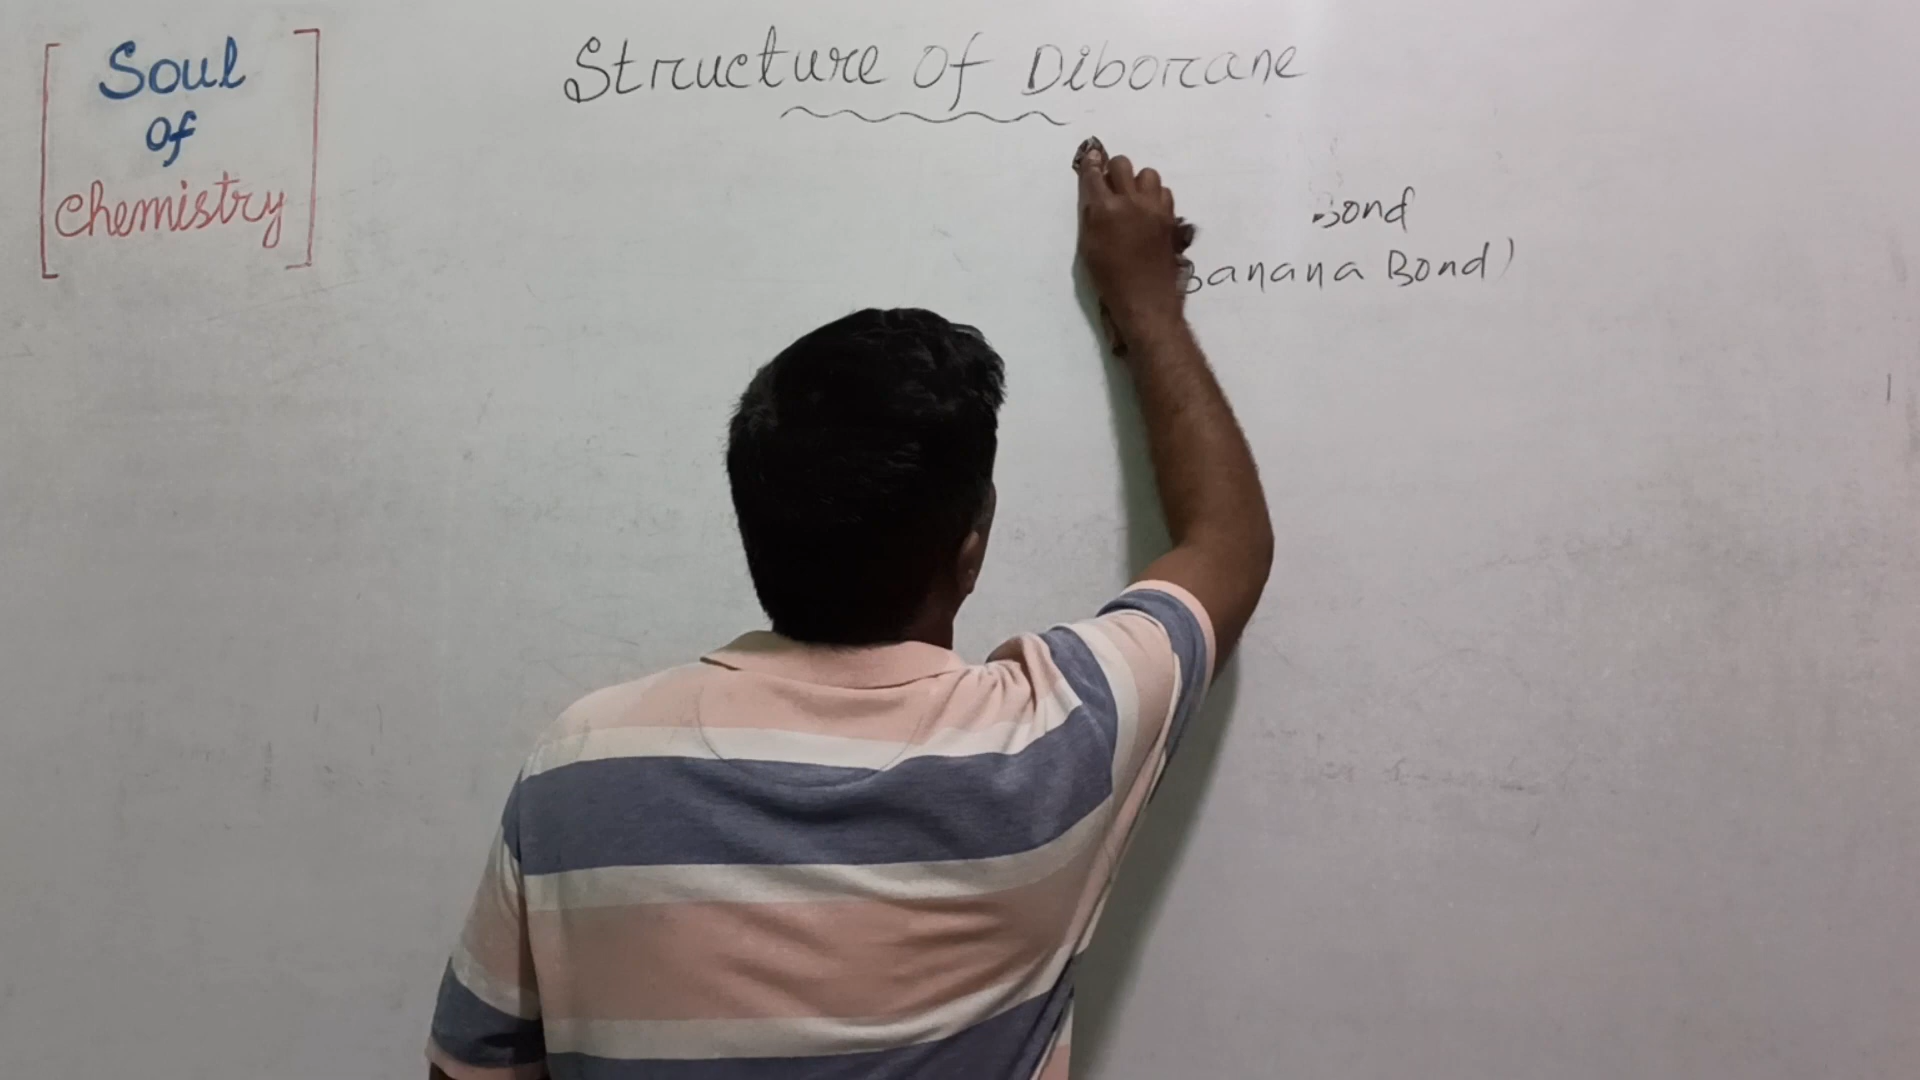 Soul
Of
Chemistry
Structure Of Diborane
Bond
Banana Bond)